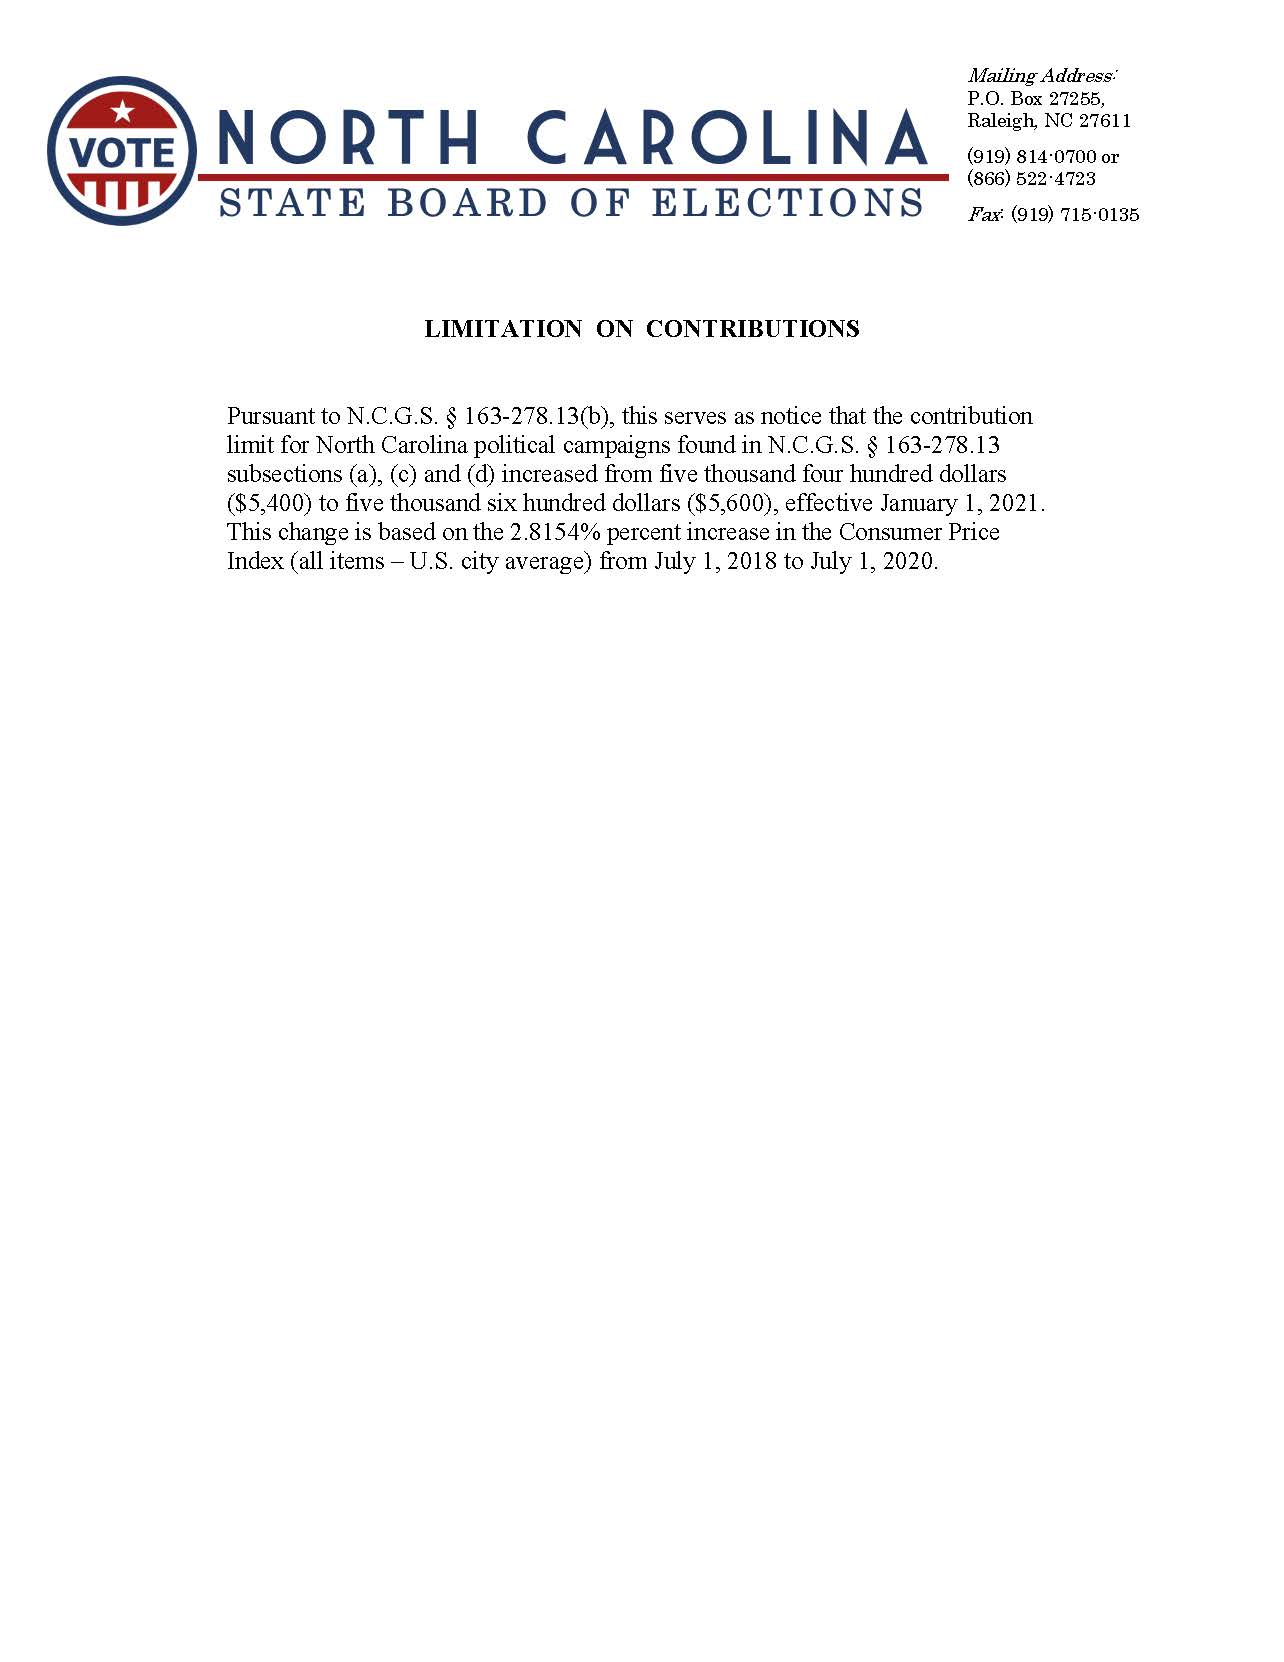 VOTE
NORTH CAROLINA
STATE BOARD OF ELECTIONS
Mailing Address:
P.O. Box 27255,
Raleigh, NC 27611
(919) 814-0700 or
(866) 522-4723
Fax: (919) 715-0135
LIMITATION ON CONTRIBUTIONS
Pursuant to N.C.G.S. § 163-278.13(b), this serves as notice that the contribution
limit for North Carolina political campaigns found in N.C.G.S. § 163-278.13
subsections (a), (c) and (d) increased from five thousand four hundred dollars
($5,400) to five thousand six hundred dollars ($5,600), effective January 1, 2021.
This change is based on the 2.8154% percent increase in the Consumer Price
Index (all items – U.S. city average) from July 1, 2018 to July 1, 2020.